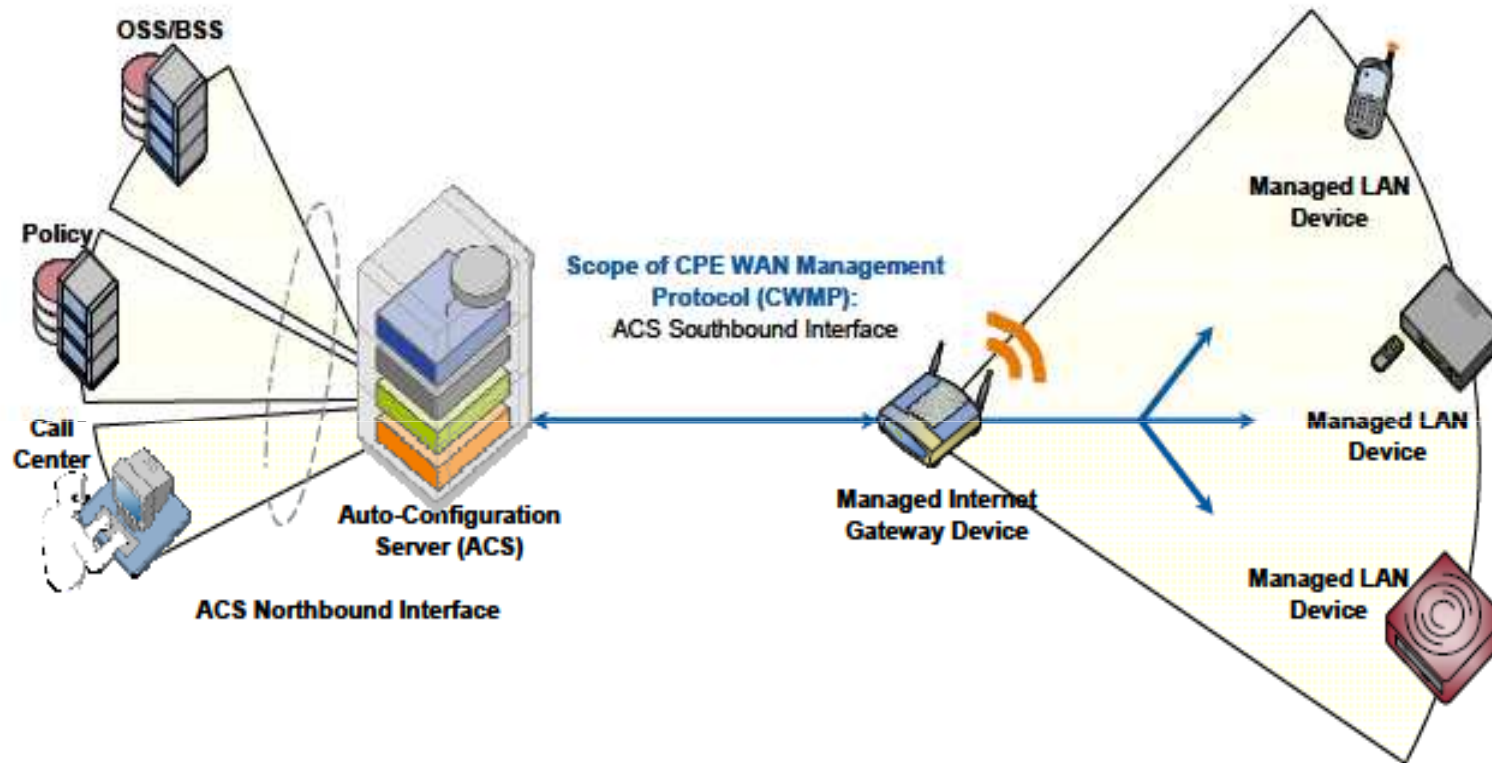 OSS/BSS
Policy
Call
Center
Auto-Configuration
Server (ACS)
ACS Northbound Interface
Scope of CPE WAN Management
Protocol (CWMP):
ACS Southbound Interface
Managed Internet
Gateway Device
Managed LAN
Device
Managed LAN
Device
Managed LAN
Device